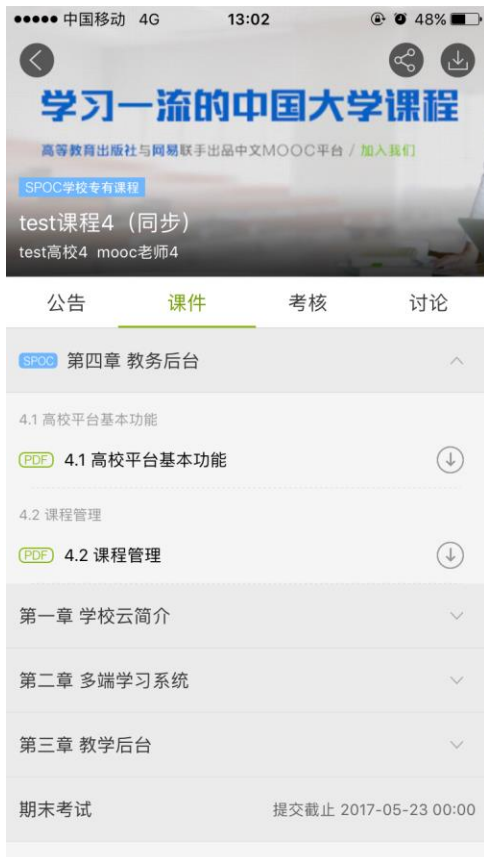 中国移动 4G 13:02 48%
学习一流的中国大学课程
高等教育出版社与网易联手出品中文MOOC平台 / 加入我们
SPOC学校专有课程
test课程4（同步）
test高校4 mooc老师4
公告 课件 考核 讨论
SPOC 第四章 教务后台
4.1 高校平台基本功能
PDF 4.1 高校平台基本功能
4.2 课程管理
PDF 4.2 课程管理
第一章 学校云简介
第二章 多端学习系统
第三章 教学后台
期末考试 提交截止 2017-05-23 00:00